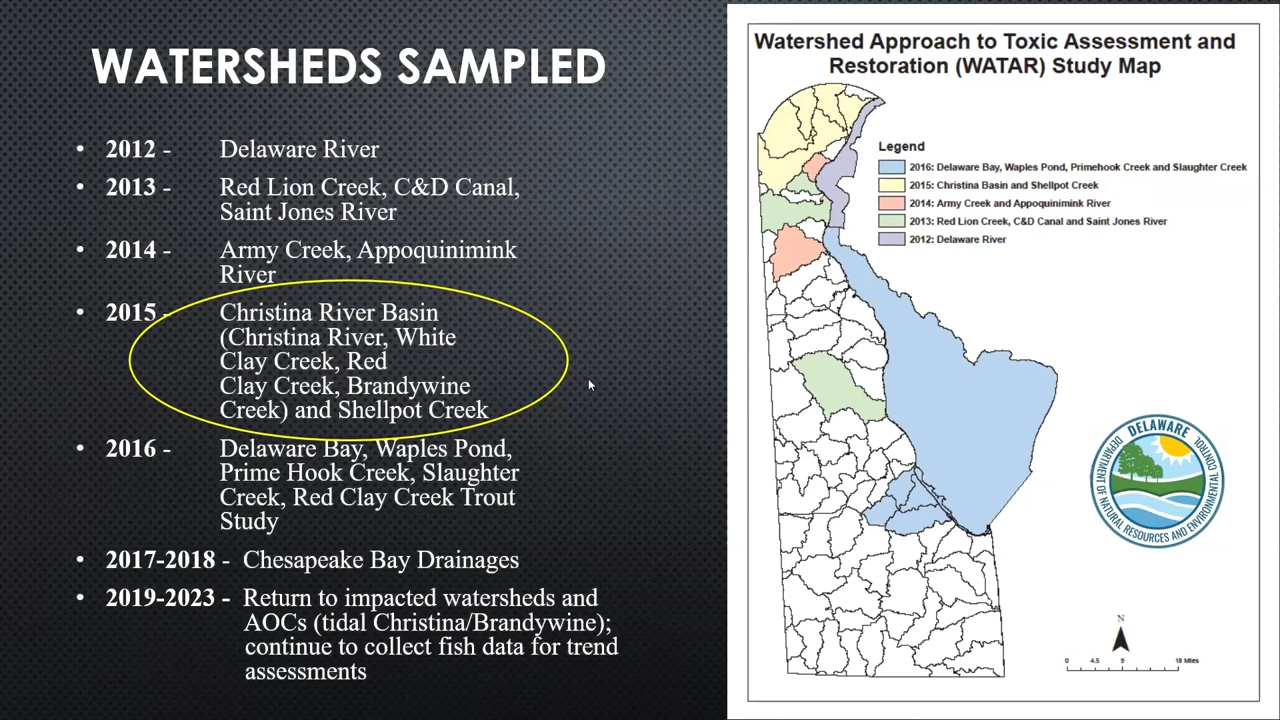 WATERSHEDS SAMPLED
• 2012 - Delaware River
• 2013 - Red Lion Creek, C&D Canal,
Saint Jones River
• 2014 - Army Creek, Appoquinimink
River
• 2015 - Christina River Basin
(Christina River, White
Clay Creek, Red
Clay Creek, Brandywine
Creek) and Shellpot Creek
• 2016 - Delaware Bay, Waples Pond,
Prime Hook Creek, Slaughter
Creek, Red Clay Creek Trout
Study
• 2017-2018 - Chesapeake Bay Drainages
• 2019-2023 - Return to impacted watersheds and
AOCs (tidal Christina/Brandywine);
continue to collect fish data for trend
assessments
Watershed Approach to Toxic Assessment and
Restoration (WATAR) Study Map
Legend
2016: Delaware Bay, Waples Pond, Primehook Creek and Slaughter Creek
2015: Christina Basin and Shellpot Creek
2014: Army Creek and Appoquinimink River
2013: Red Lion Creek, C&D Canal and Saint Jones River
2012: Delaware River
DELAWARE
DEPARTMENT OF NATURAL RESOURCES AND ENVIRONMENTAL CONTROL
N
0 4.5 9 18 Miles